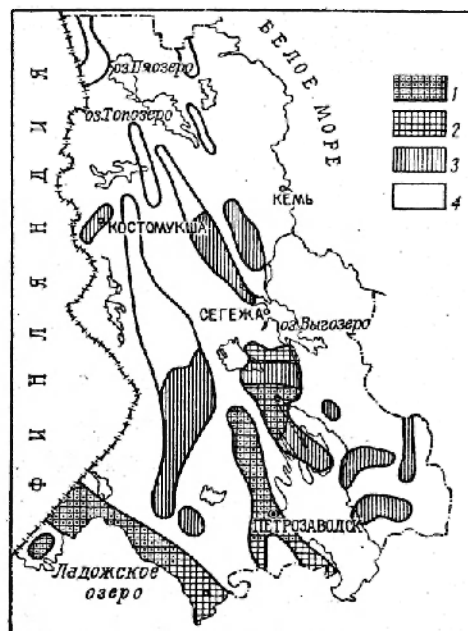 БЕЛОЕ МОРЕ
оз.Пяозеро
оз.Топозеро
1
2
3
4
КЕМЬ
КОСТОМУКША
СЕГЕЖА
оз.Выгозеро
ФИНЛЯНДИЯ
ПЕТРОЗАВОДСК
Ладожское
озеро